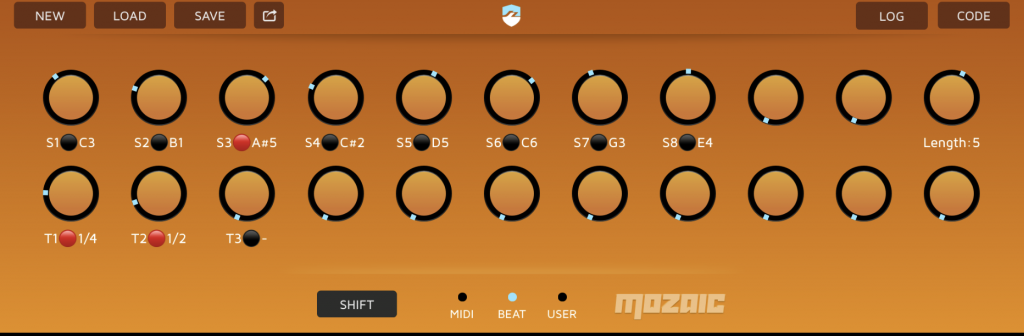 NEW LOAD SAVE LOG CODE
S1 C3 S2 B1 S3 A#5 S4 C#2 S5 D5 S6 C6 S7 G3 S8 E4 Length:5
T1 1/4 T2 1/2 T3 -
SHIFT MIDI BEAT USER MOZAIC